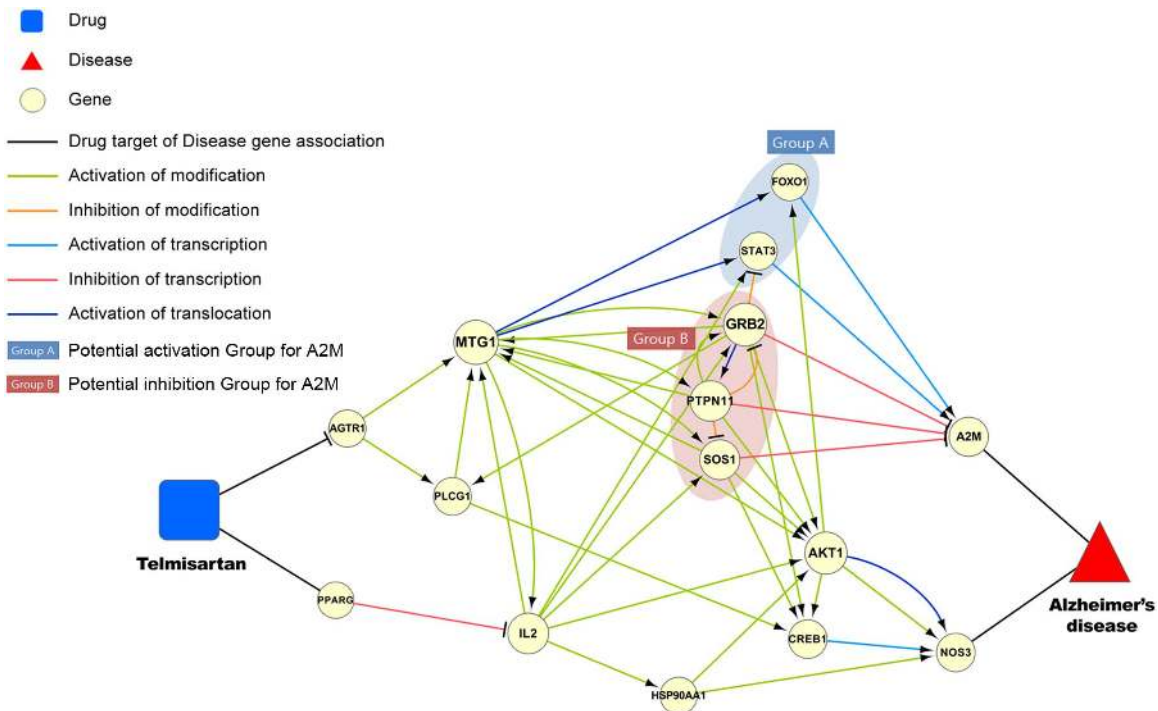 Drug
Disease
Gene
Drug target of Disease gene association
Activation of modification
Inhibition of modification
Activation of transcription
Inhibition of transcription
Activation of translocation
Group A Potential activation Group for A2M
Group B Potential inhibition Group for A2M
Group A
FOXO1
STAT3
GRB2
Group B
MTG1
PTPN11
AGTR1
A2M
SOS1
PLCG1
Telmisartan
AKT1
PPARG
Alzheimer's
disease
IL2
CREB1
NOS3
HSP90AA1